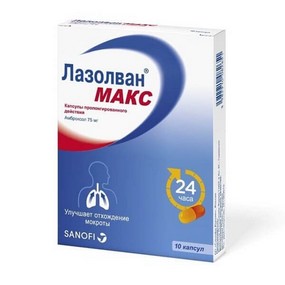 Лазолван®
МАКС
Капсулы пролонгированного
действия
Амброксол 75 мг
24
часа
Улучшает отхождение
мокроты
SANOFI
10 капсул